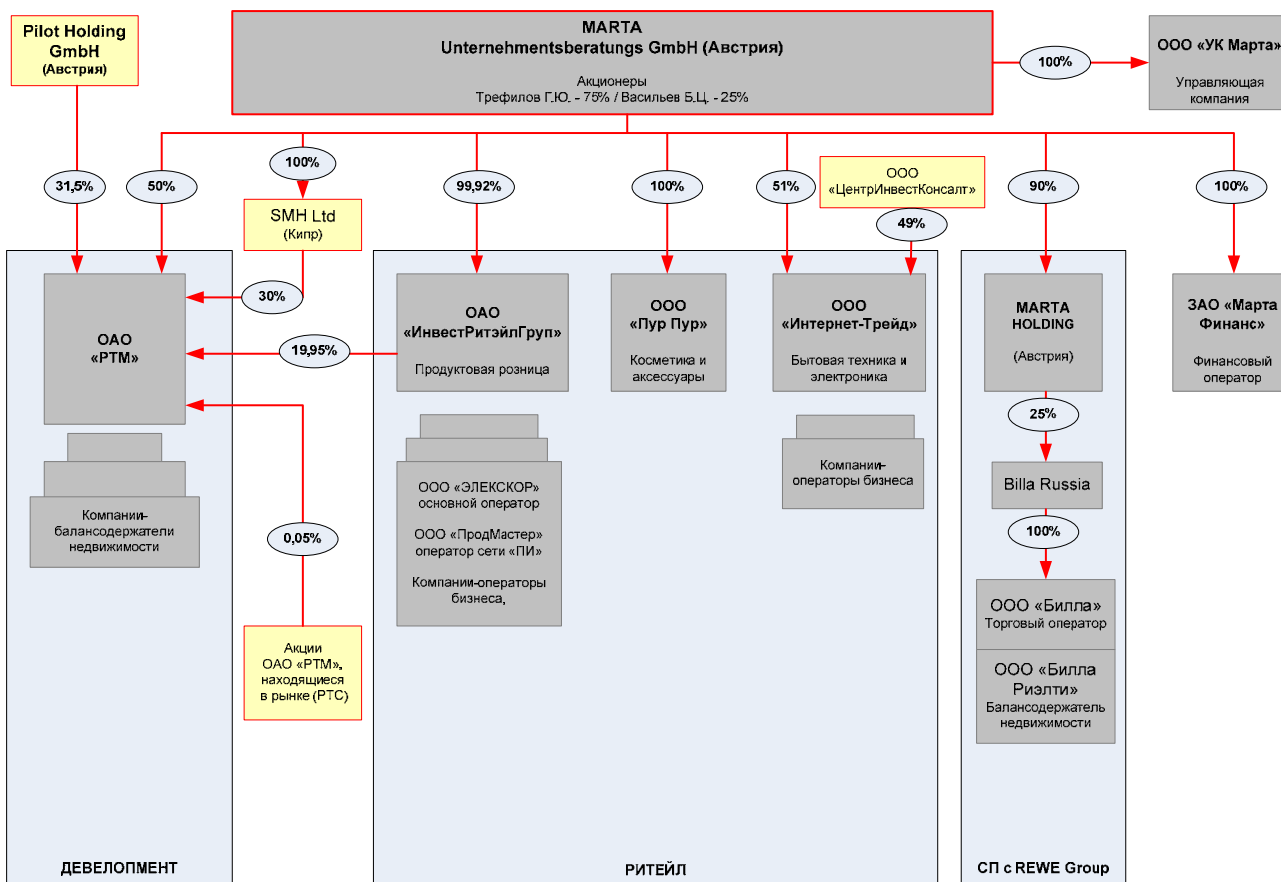 Pilot Holding
GmbH
(Австрия)
MARTA
Unternehmentsberatungs GmbH (Австрия)
Акционеры
Трефилов Г.Ю. - 75% / Васильев Б.Ц. - 25%
100%
ООО «УК Марта»
Управляющая
компания
31,5%
50%
100%
99,92%
100%
51%
ООО
«ЦентрИнвестКонсалт»
49%
90%
100%
SMH Ltd
(Кипр)
30%
19,95%
0,05%
ОАО
«РТМ»
Компании-
балансодержатели
недвижимости
Акции
ОАО «РТМ»,
находящиеся
в рынке (РТС)
ДЕВЕЛОПМЕНТ
ОАО
«ИнвестРитэйлГруп»
Продуктовая розница
ООО «ЭЛЕКСКОР»
основной оператор
ООО «ПродМастер»
оператор сети «ПИ»
Компании-операторы
бизнеса,
ООО
«Пур Пур»
Косметика и
аксессуары
ООО
«Интернет-Трейд»
Бытовая техника и
электроника
Компании-
операторы бизнеса
РИТЕЙЛ
MARTA
HOLDING
(Австрия)
25%
Billa Russia
100%
ООО «Билла»
Торговый оператор
ООО «Билла
Риэлти»
Балансодержатель
недвижимости
СП с REWE Group
ЗАО «Марта
Финанс»
Финансовый
оператор